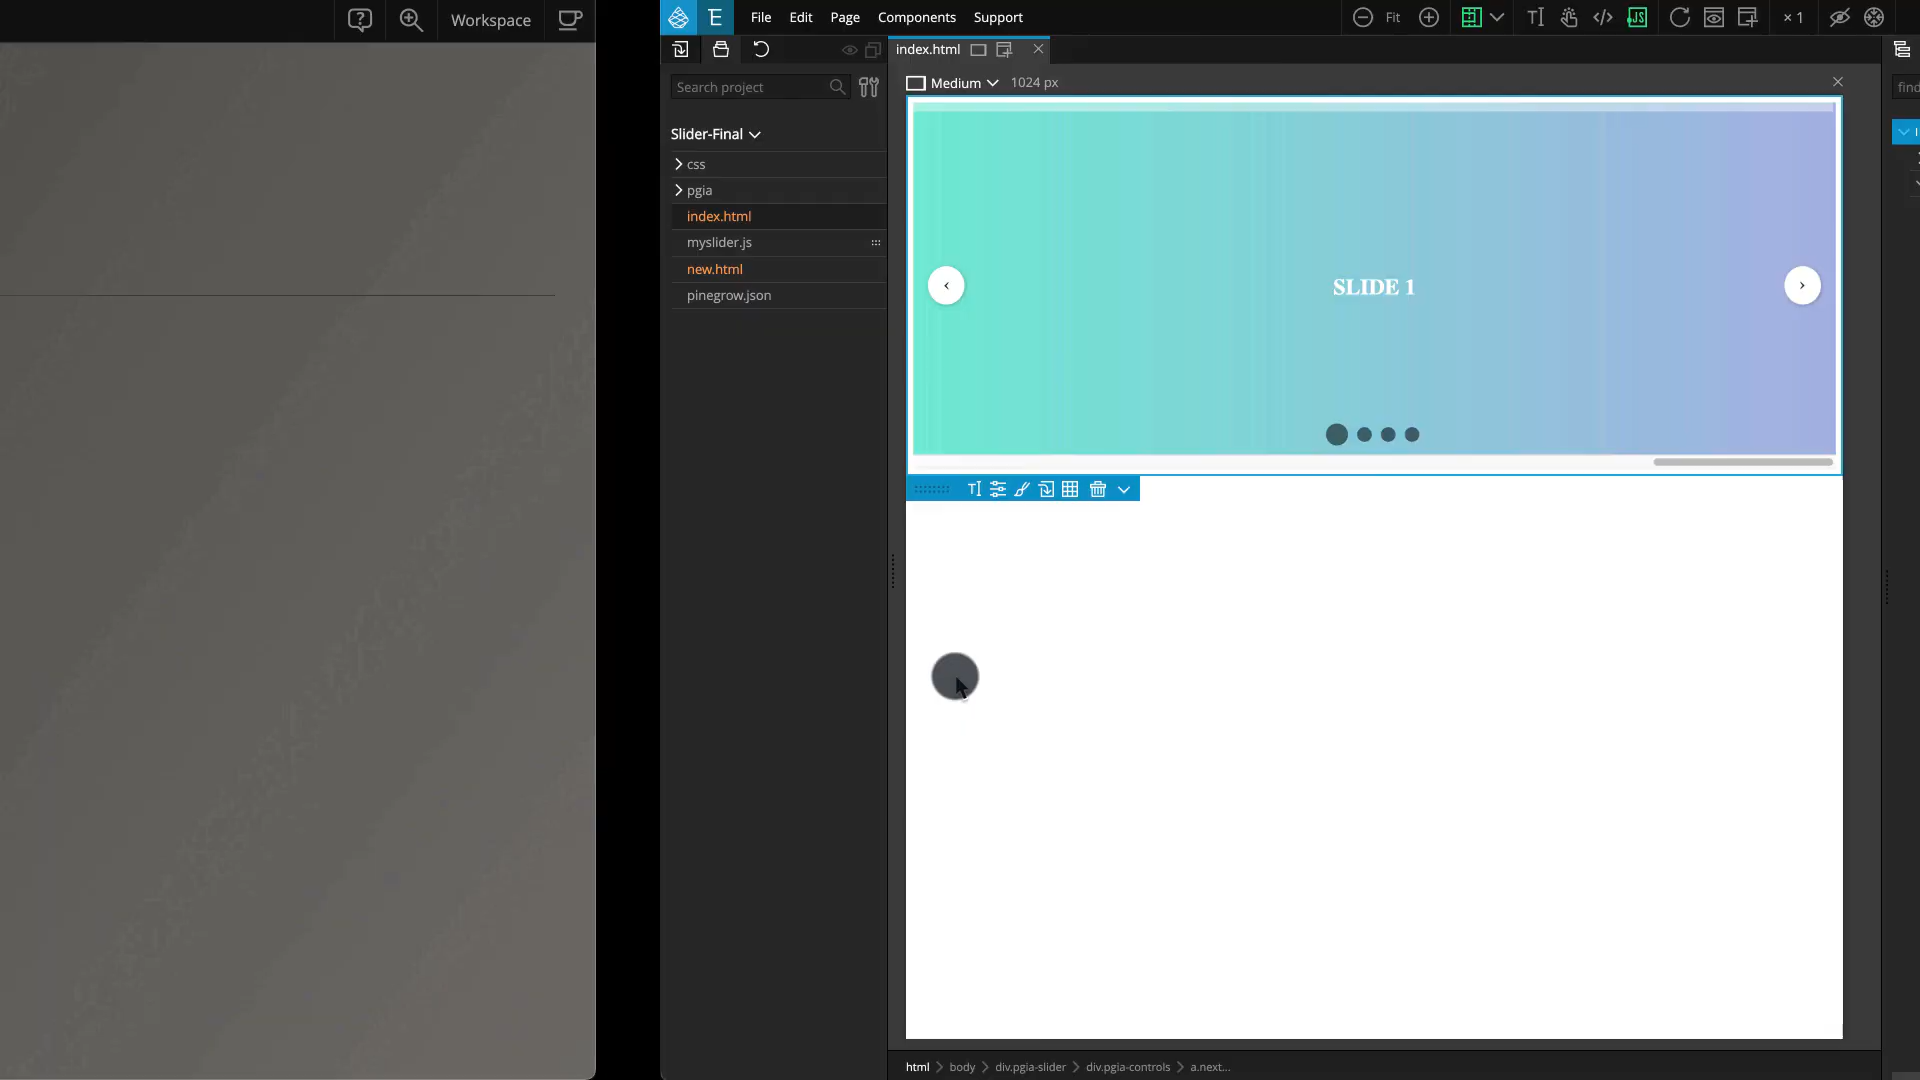 Workspace
E File Edit Page Components Support Fit × 1
index.html
Search project
Medium 1024 px
find
Slider-Final
css
pgia
index.html
myslider.js
new.html
pinegrow.json
‹ SLIDE 1 ›
html body div.pgia-slider div.pgia-controls a.next...